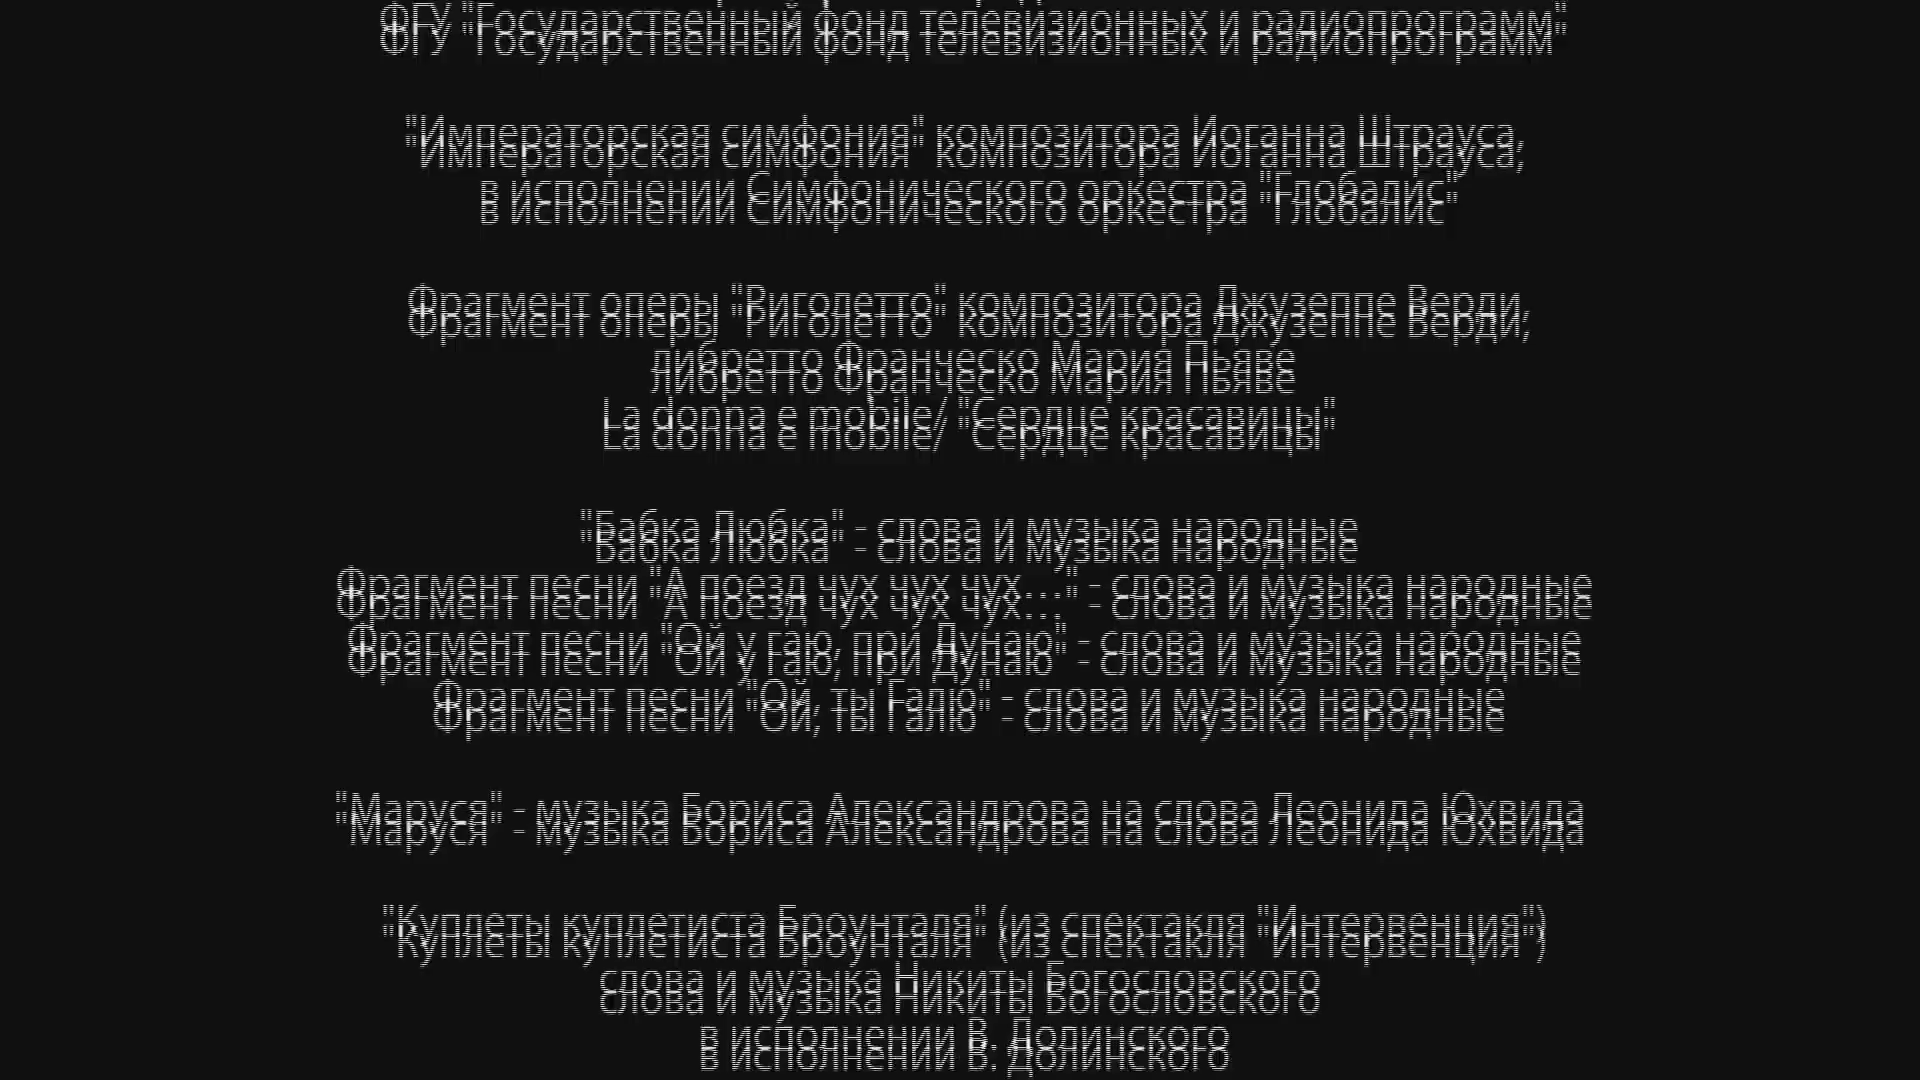 ФГУ "Государственный фонд телевизионных и радиопрограмм"
"Императорская симфония" композитора Иоганна Штрауса,
в исполнении Симфонического оркестра "Глобалис"
Фрагмент оперы "Риголетто" композитора Джузеппе Верди,
либретто Франческо Мария Пьяве
La donna e mobile/ "Сердце красавицы"
"Бабка Любка" - слова и музыка народные
Фрагмент песни "А поезд чух чух чух..." - слова и музыка народные
Фрагмент песни "Ой у гаю, при Дунаю" - слова и музыка народные
Фрагмент песни "Ой, ты Галю" - слова и музыка народные
"Маруся" - музыка Бориса Александрова на слова Леонида Юхвида
"Куплеты куплетиста Броунталя" (из спектакля "Интервенция")
слова и музыка Никиты Богословского
в исполнении В. Долинского